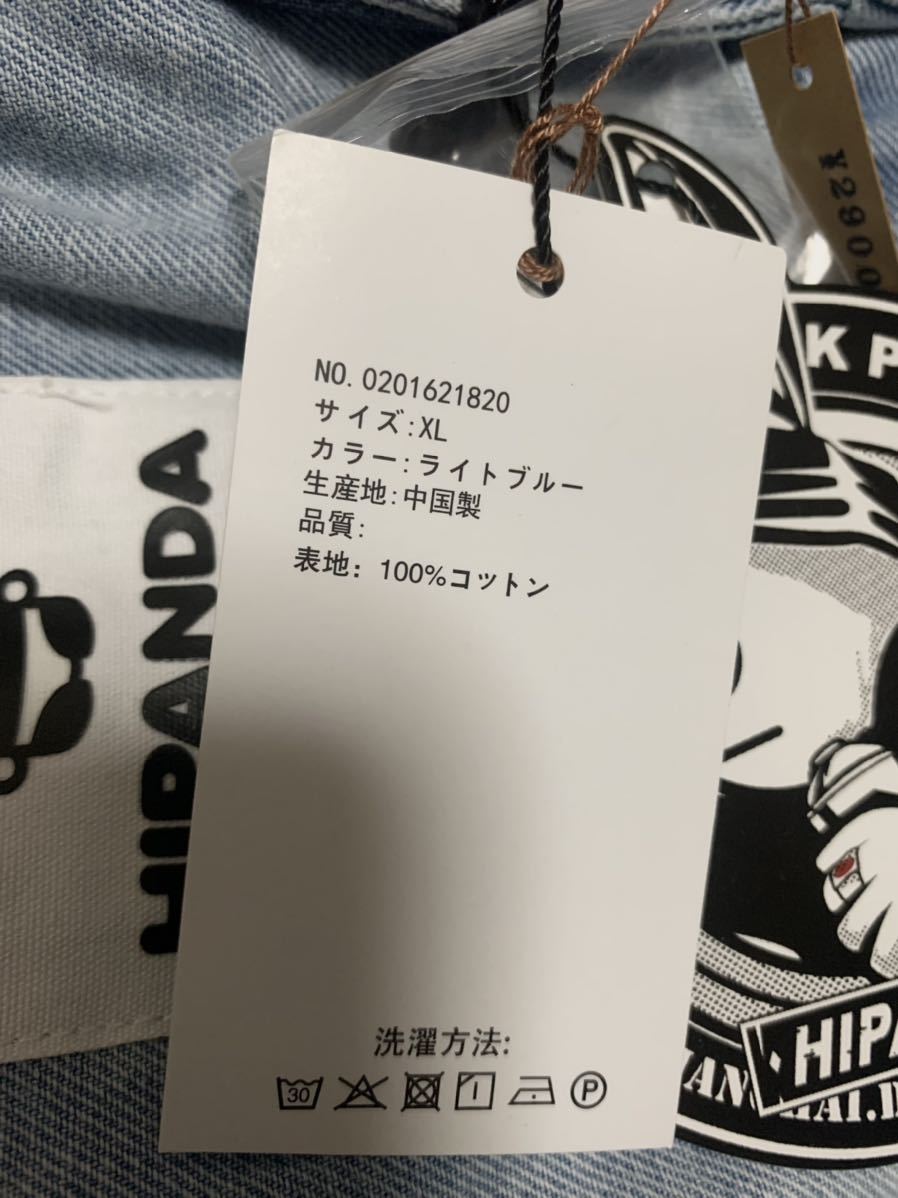 NO. 0201621820
サイズ:XL
カラー:ライトブルー
生産地:中国製
品質:
表地: 100%コットン
洗濯方法:
30
P
HIPANDA
K P
HIPA